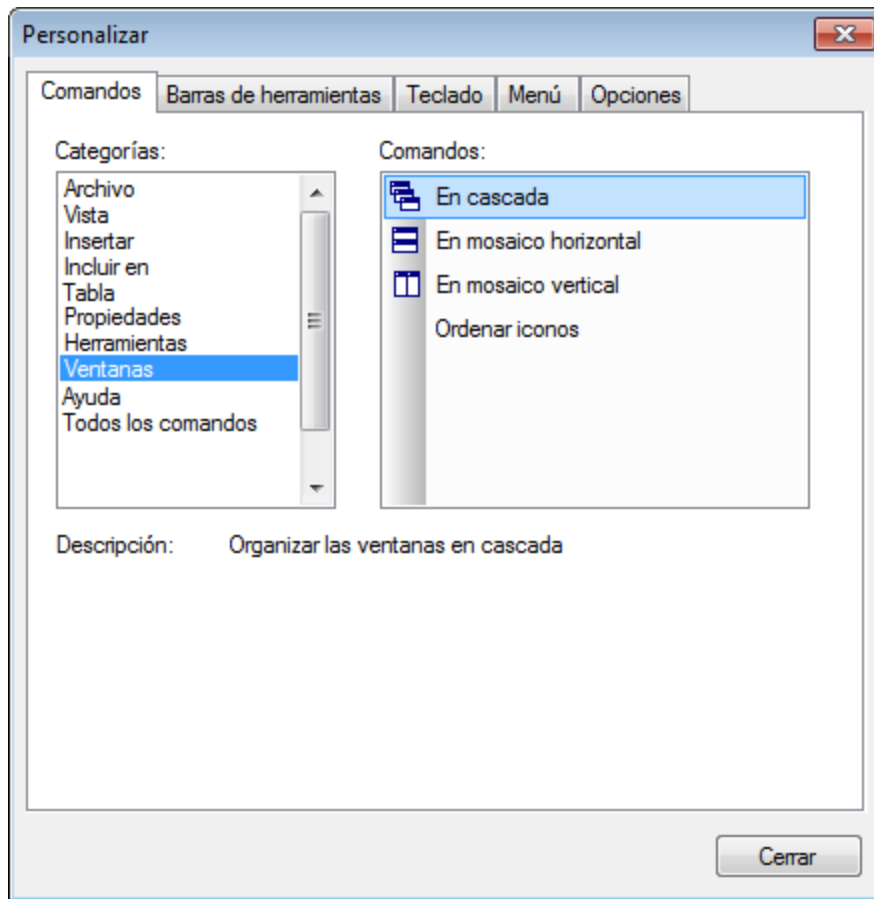 Personalizar
Comandos
Barras de herramientas
Teclado
Menú
Opciones
Categorías:
Archivo
Vista
Insertar
Incluir en
Tabla
Propiedades
Herramientas
Ventanas
Ayuda
Todos los comandos
Comandos:
En cascada
En mosaico horizontal
En mosaico vertical
Ordenar iconos
Descripción: Organizar las ventanas en cascada
Cerrar